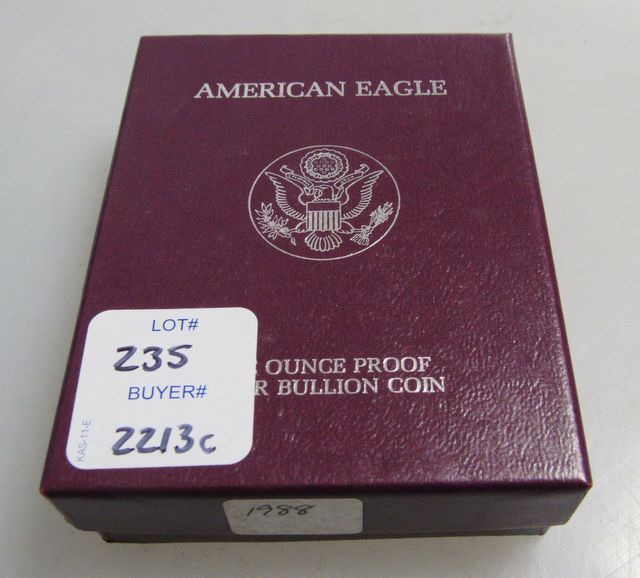 AMERICAN EAGLE
OUNCE PROOF
R BULLION COIN
LOT#
235
BUYER#
2213c
KAS-11-E
1988